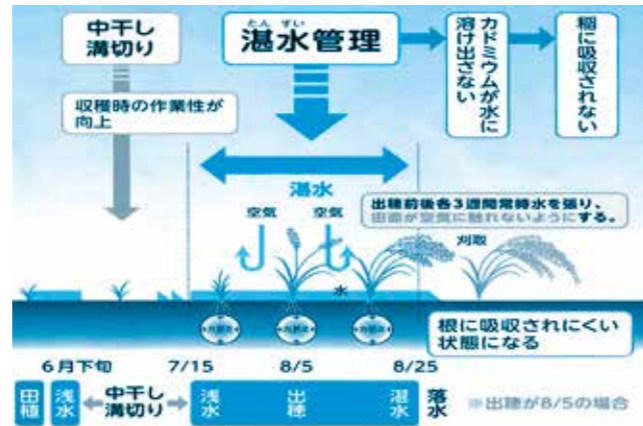 中干し
溝切り
たん すい
湛水管理
カドミウムが水に
溶け出さない
稲に吸収されない
収穫時の作業性が
向上
湛水
空気
空気
出穂前後各3週間常時水を張り、
田面が空気に触れないようにする。
刈取
水
根に吸収されにくい
状態になる
6月下旬
7/15
8/5
8/25
田植
浅水
中干し
溝切り
浅水
出穂
湛水
落水
※出穂が8/5の場合